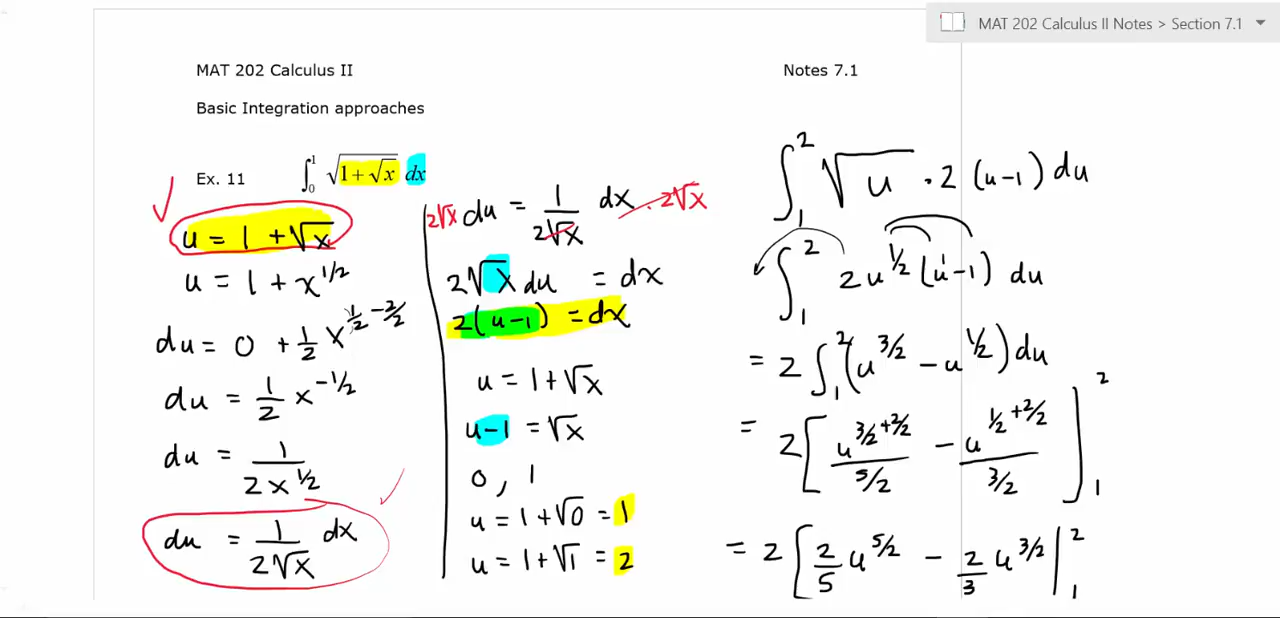 MAT 202 Calculus II Notes > Section 7.1
MAT 202 Calculus II
Notes 7.1
Basic Integration approaches
Ex. 11 ∫₀¹ √(1 + √x) dx
u = 1 + √x
u = 1 + x^(1/2)
du = 0 + 1/2 x^(1/2 - 2/2)
du = 1/2 x^(-1/2)
du = 1/(2x^(1/2))
du = 1/(2√x) dx
2√x du = 1/(2√x) dx · 2√x
2√x du = dx
2(u-1) = dx
u = 1 + √x
u-1 = √x
0, 1
u = 1 + √0 = 1
u = 1 + √1 = 2
∫₁² √u · 2(u-1) du
∫₁² 2u^(1/2) (u¹-1) du
= 2 ∫₁² (u^(3/2) - u^(1/2)) du
= 2 [ u^(3/2 + 2/2)/(5/2) - u^(1/2 + 2/2)/(3/2) ]₁²
= 2 [ 2/5 u^(5/2) - 2/3 u^(3/2) |₁²